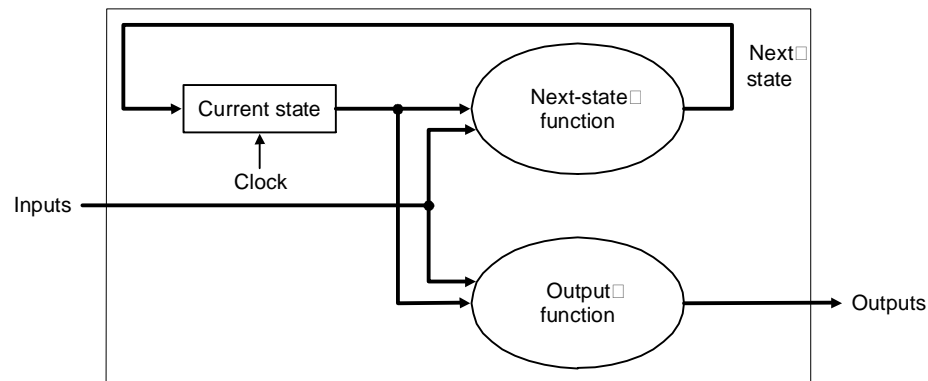 Next
state
Current state
Next-state
function
Clock
Inputs
Output
function
Outputs